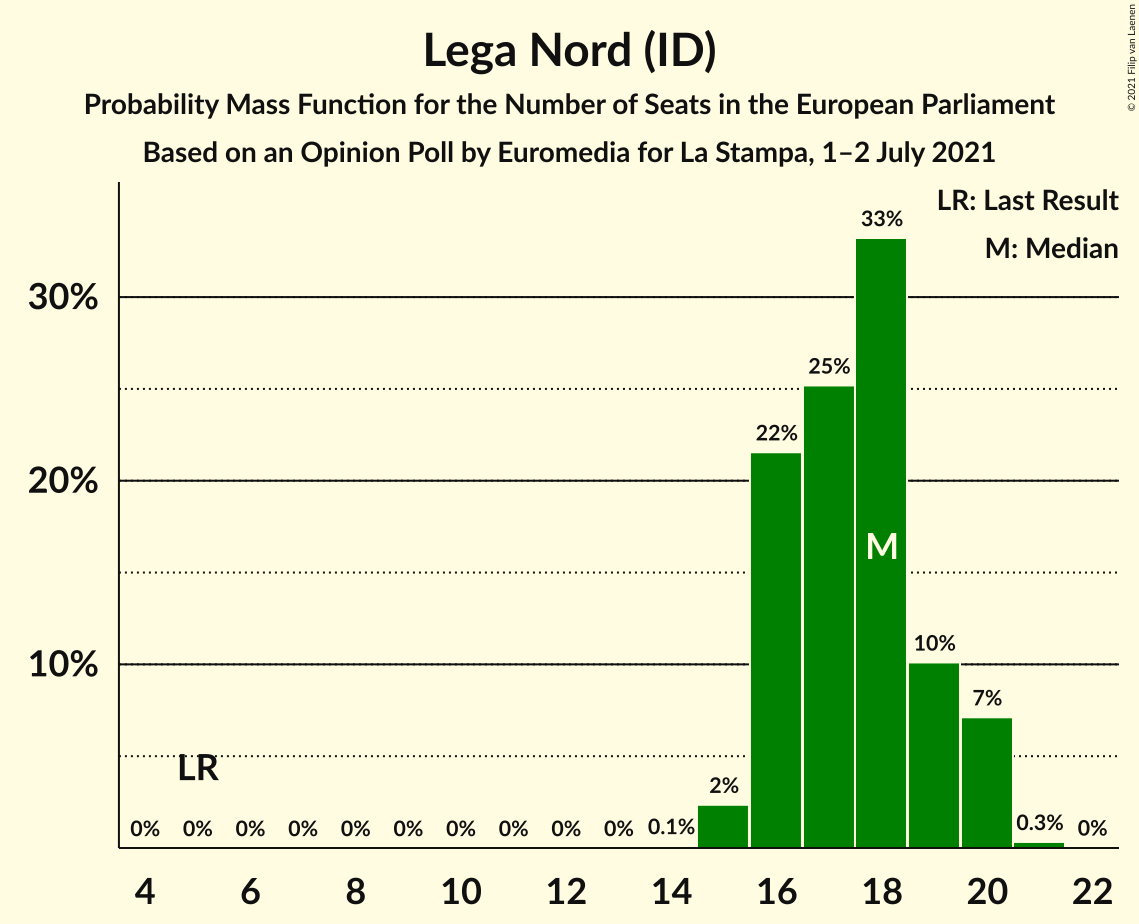 Lega Nord (ID)
Probability Mass Function for the Number of Seats in the European Parliament
Based on an Opinion Poll by Euromedia for La Stampa, 1–2 July 2021
© 2021 Filip van Laenen
LR: Last Result
M: Median
30%
20%
10%
33%
25%
22%
M
10%
7%
LR
2%
0% 0% 0% 0% 0% 0% 0% 0% 0% 0% 0.1% 0.3% 0%
4 6 8 10 12 14 16 18 20 22